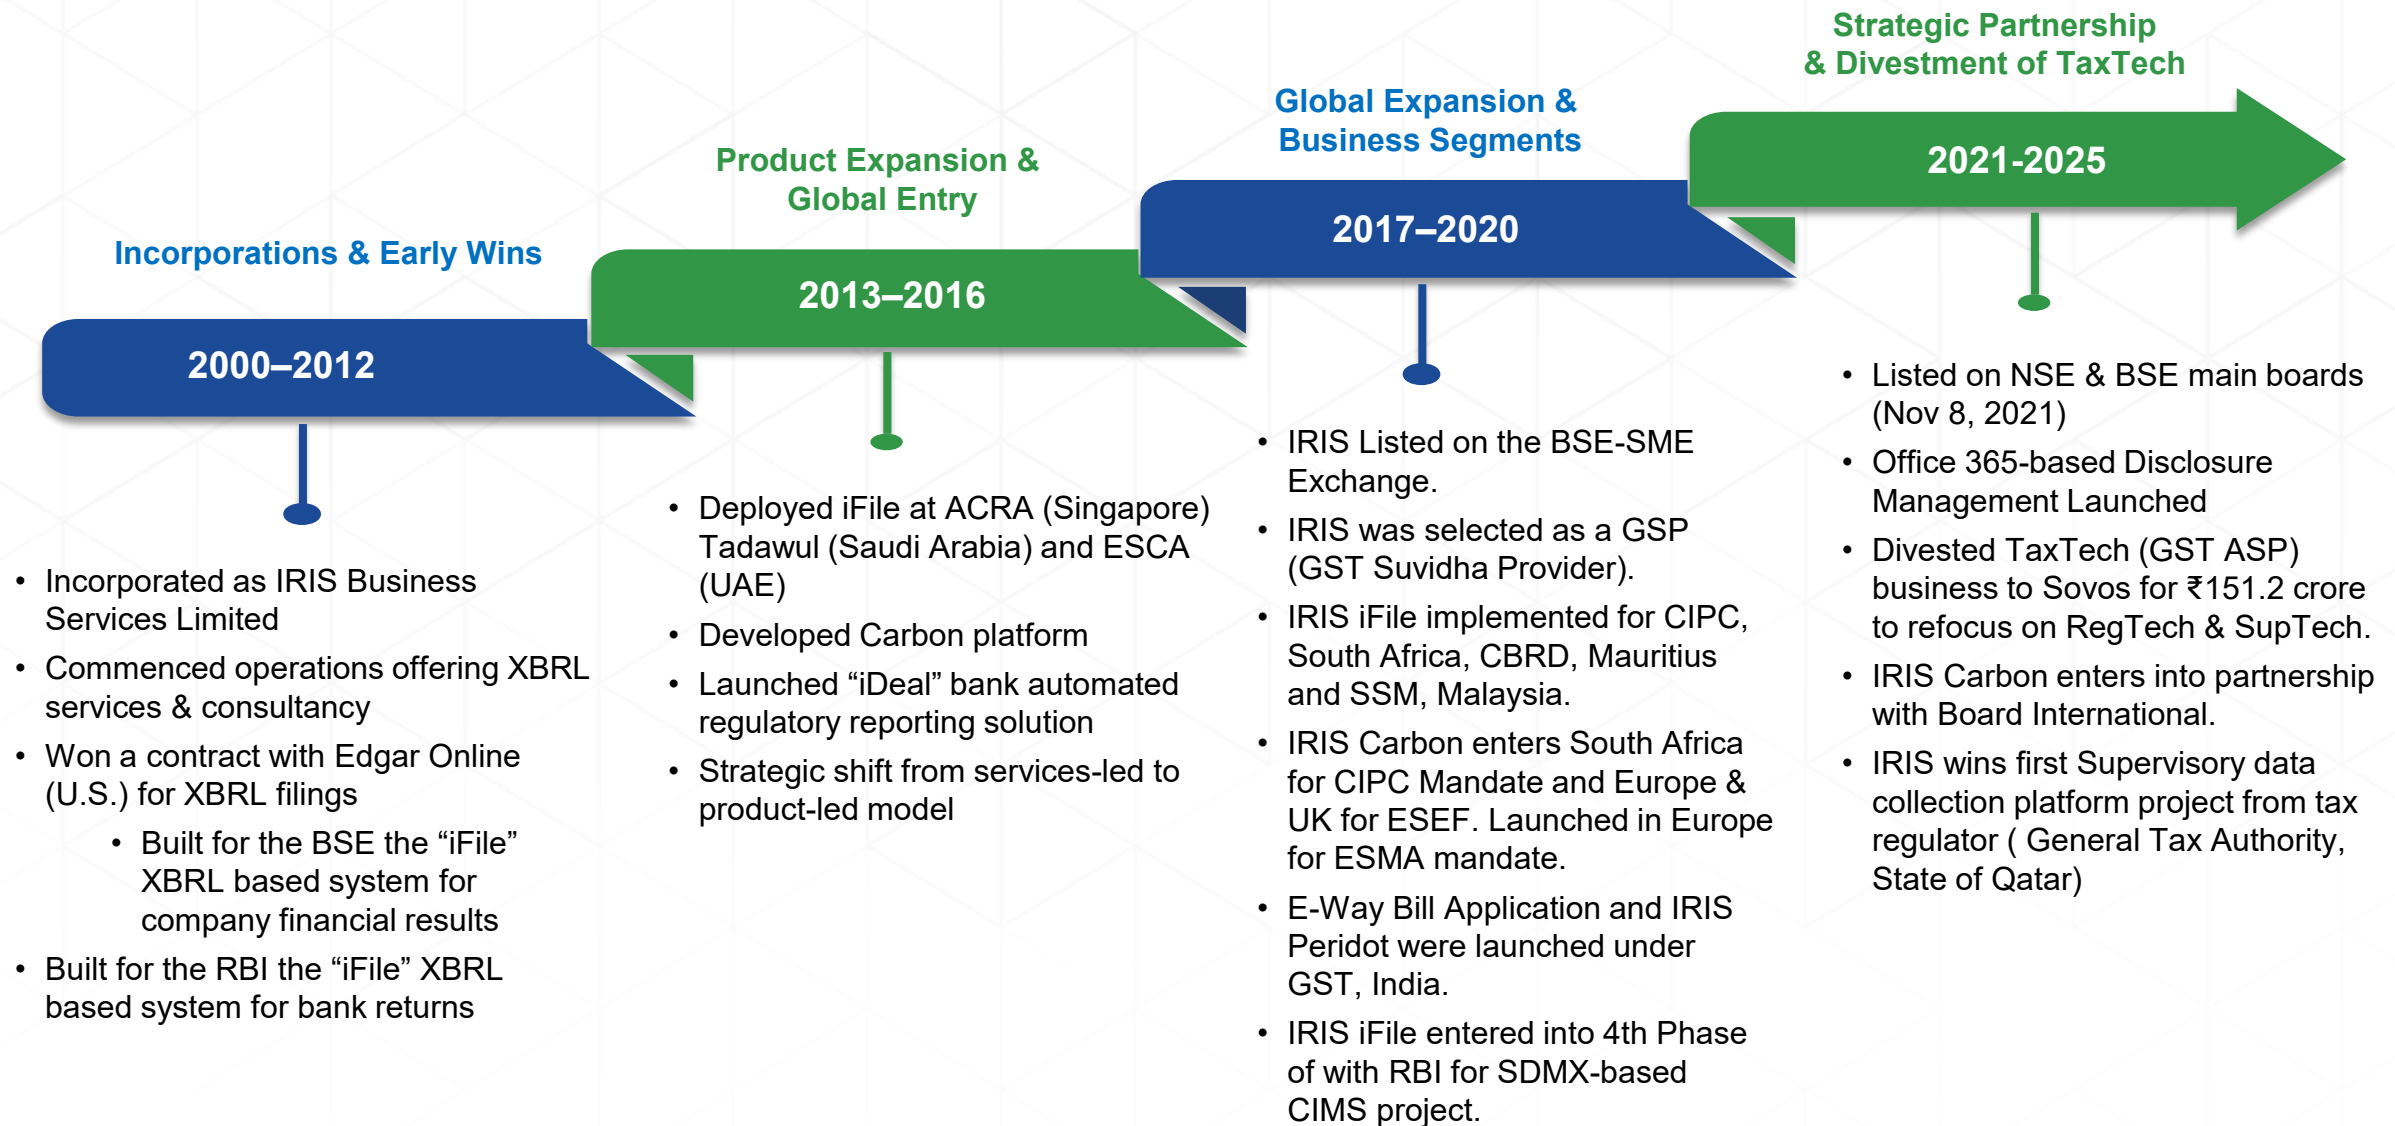 Incorporations & Early Wins
2000–2012
• Incorporated as IRIS Business
Services Limited
• Commenced operations offering XBRL
services & consultancy
• Won a contract with Edgar Online
(U.S.) for XBRL filings
• Built for the BSE the “iFile”
XBRL based system for
company financial results
• Built for the RBI the “iFile” XBRL
based system for bank returns
Product Expansion &
Global Entry
2013–2016
• Deployed iFile at ACRA (Singapore)
Tadawul (Saudi Arabia) and ESCA
(UAE)
• Developed Carbon platform
• Launched “iDeal” bank automated
regulatory reporting solution
• Strategic shift from services-led to
product-led model
Global Expansion &
Business Segments
2017–2020
• IRIS Listed on the BSE-SME
Exchange.
• IRIS was selected as a GSP
(GST Suvidha Provider).
• IRIS iFile implemented for CIPC,
South Africa, CBRD, Mauritius
and SSM, Malaysia.
• IRIS Carbon enters South Africa
for CIPC Mandate and Europe &
UK for ESEF. Launched in Europe
for ESMA mandate.
• E-Way Bill Application and IRIS
Peridot were launched under
GST, India.
• IRIS iFile entered into 4th Phase
of with RBI for SDMX-based
CIMS project.
Strategic Partnership
& Divestment of TaxTech
2021-2025
• Listed on NSE & BSE main boards
(Nov 8, 2021)
• Office 365-based Disclosure
Management Launched
• Divested TaxTech (GST ASP)
business to Sovos for ₹151.2 crore
to refocus on RegTech & SupTech.
• IRIS Carbon enters into partnership
with Board International.
• IRIS wins first Supervisory data
collection platform project from tax
regulator ( General Tax Authority,
State of Qatar)